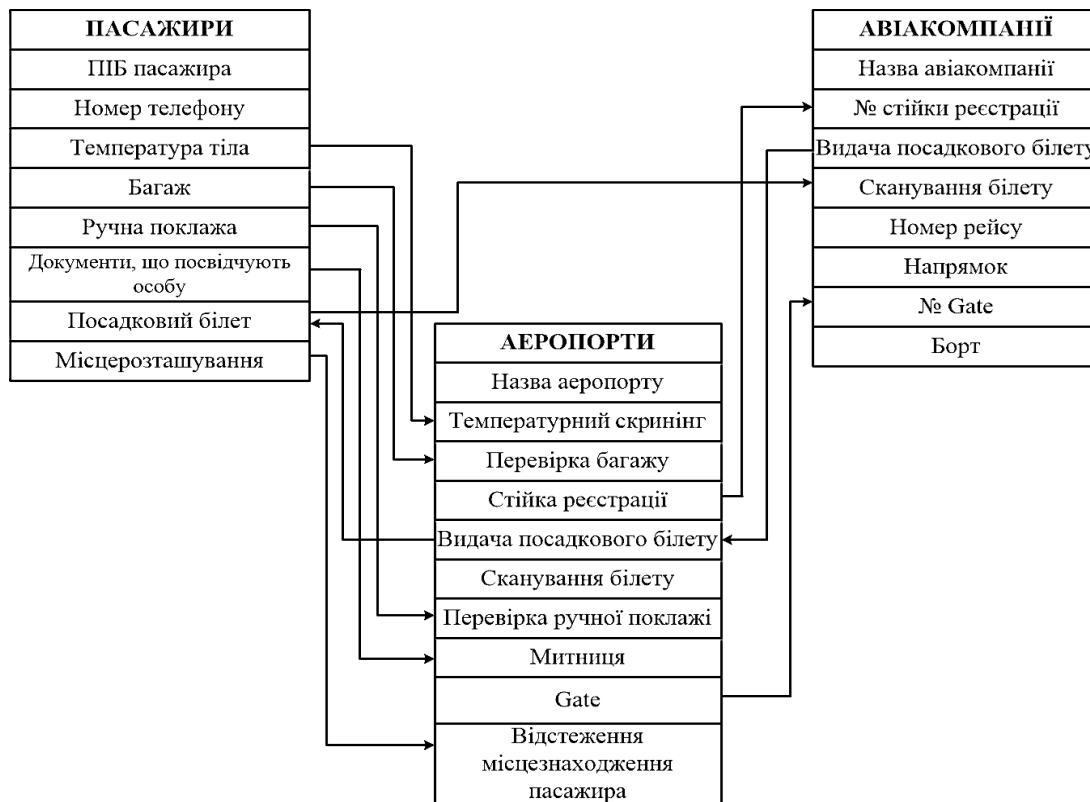 ПАСАЖИРИ
ПІБ пасажира
Номер телефону
Температура тіла
Багаж
Ручна поклажа
Документи, що посвідчують
особу
Посадковий білет
Місцерозташування
АЕРОПОРТИ
Назва аеропорту
Температурний скринінг
Перевірка багажу
Стійка реєстрації
Видача посадкового білету
Сканування білету
Перевірка ручної поклажі
Митниця
Gate
Відстеження
місцезнаходження
пасажира
АВІАКОМПАНІЇ
Назва авіакомпанії
№ стійки реєстрації
Видача посадкового білету
Сканування білету
Номер рейсу
Напрямок
№ Gate
Борт